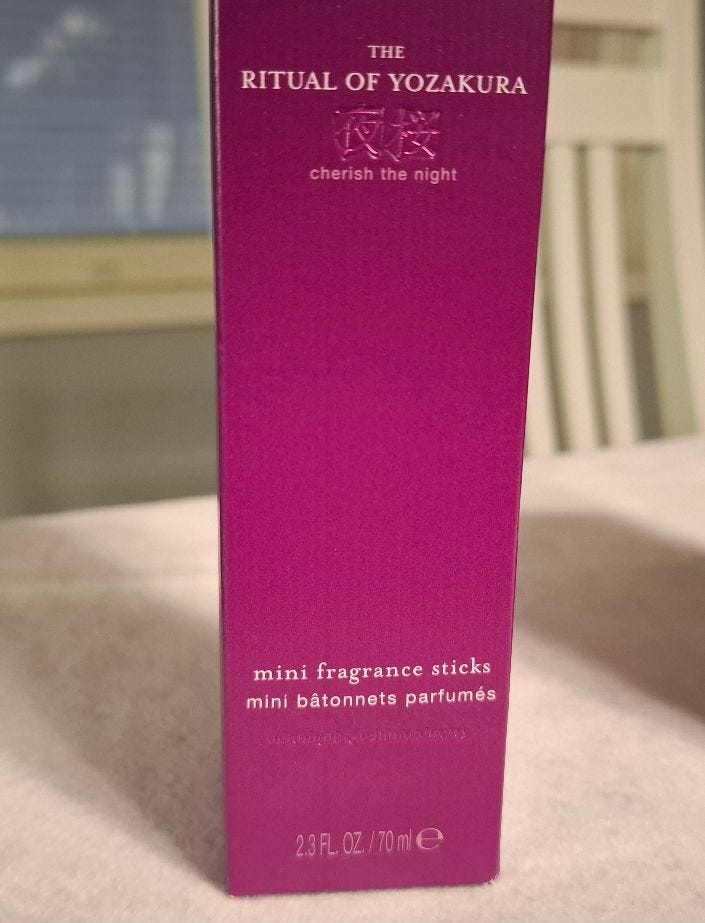 THE
RITUAL OF YOZAKURA
夜桜
cherish the night
mini fragrance sticks
mini bâtonnets parfumés
2.3 FL. OZ. / 70 ml ℮